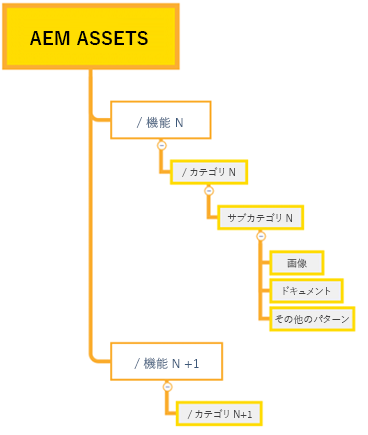 AEM ASSETS
/ 機能 N
/ カテゴリ N
サブカテゴリ N
画像
ドキュメント
その他のパターン
/ 機能 N +1
/ カテゴリ N+1